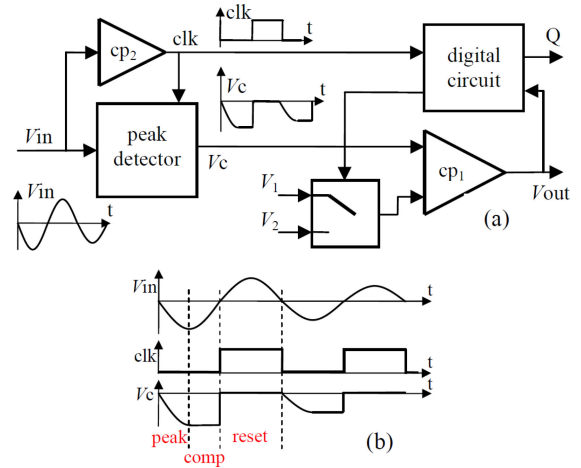 cp2
clk
clk
t
digital
circuit
Q
Vc
t
Vin
peak
detector
Vc
cp1
Vout
V1
V2
Vin
t
(a)
Vin
t
clk
t
Vc
t
peak
comp
reset
(b)